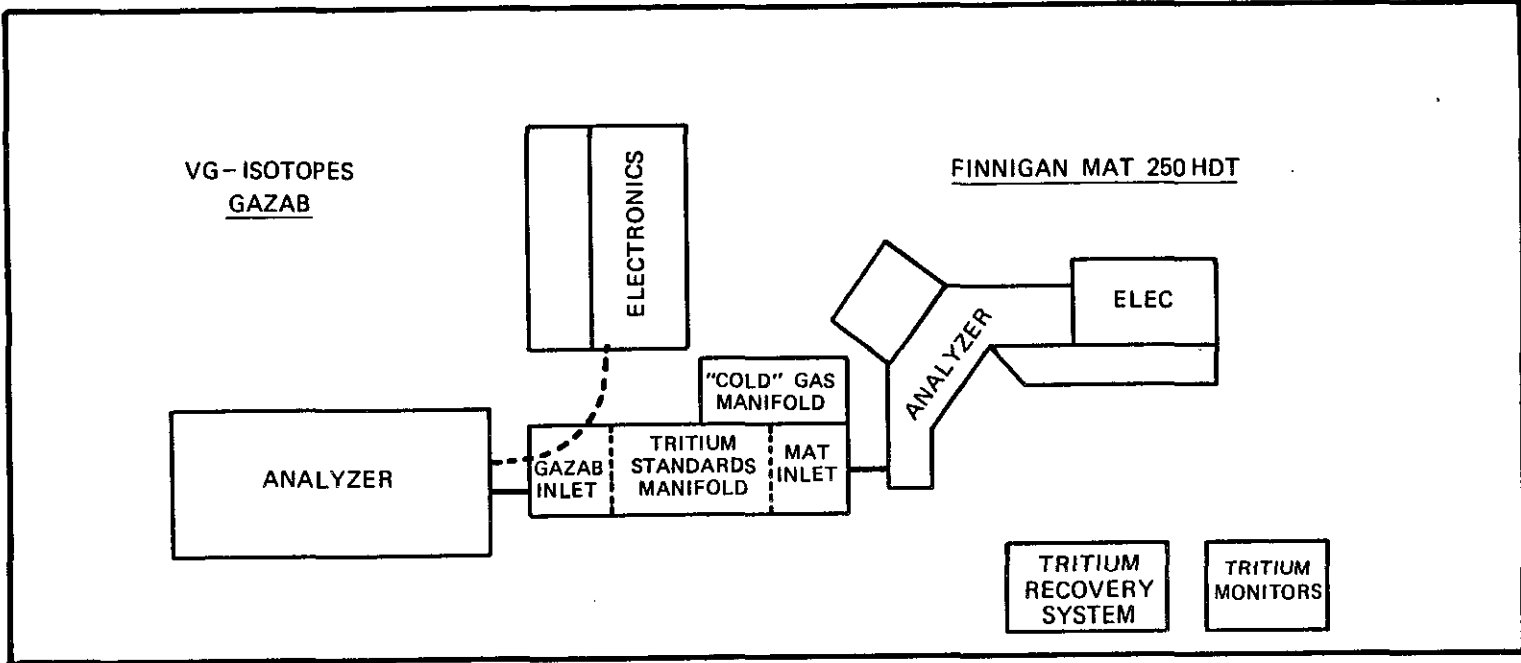 VG-ISOTOPES
GAZAB
ELECTRONICS
FINNIGAN MAT 250 HDT
ELEC
ANALYZER
"COLD" GAS
MANIFOLD
ANALYZER
GAZAB
INLET
TRITIUM
STANDARDS
MANIFOLD
MAT
INLET
TRITIUM
RECOVERY
SYSTEM
TRITIUM
MONITORS